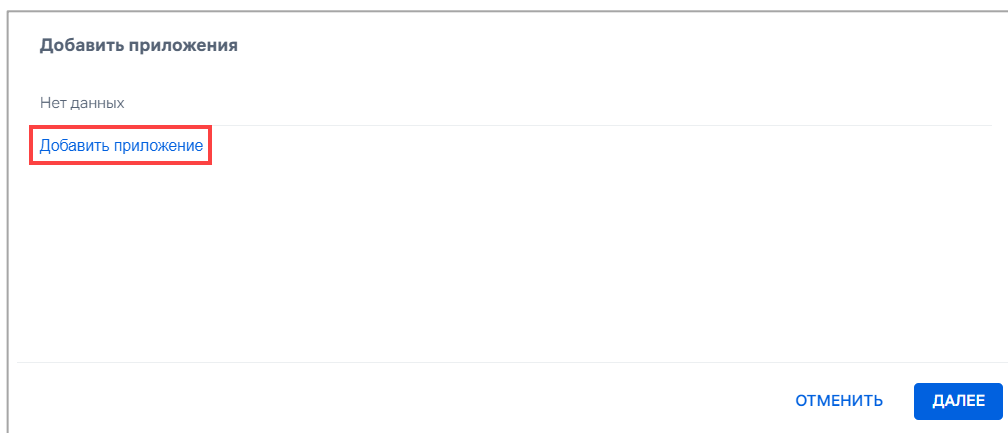 Добавить приложения
Нет данных
Добавить приложение
ОТМЕНИТЬ
ДАЛЕЕ